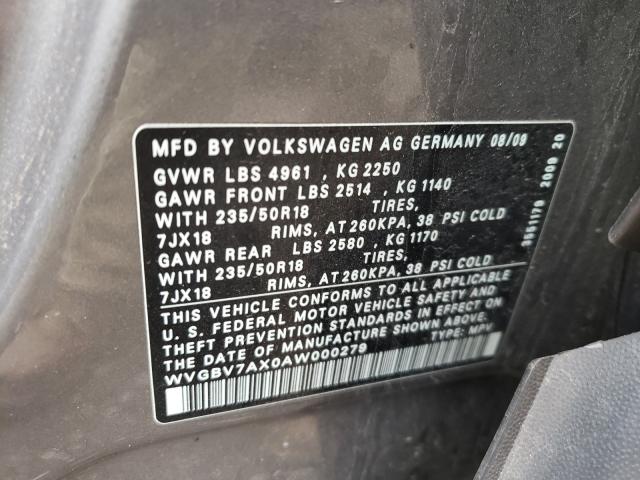 MFD BY VOLKSWAGEN AG GERMANY 08/09
GVWR LBS 4961 , KG 2250
GAWR FRONT LBS 2514 , KG 1140
WITH 235/50R18 TIRES,
7JX18 RIMS, AT 260KPA, 38 PSI COLD
GAWR REAR LBS 2580 , KG 1170
WITH 235/50R18 TIRES,
7JX18 RIMS, AT 260KPA, 38 PSI COLD
THIS VEHICLE CONFORMS TO ALL APPLICABLE
U. S. FEDERAL MOTOR VEHICLE SAFETY AND
THEFT PREVENTION STANDARDS IN EFFECT ON
THE DATE OF MANUFACTURE SHOWN ABOVE.
WVGBV7AX0AW000279 TYPE: MPV
3551179 2009 20